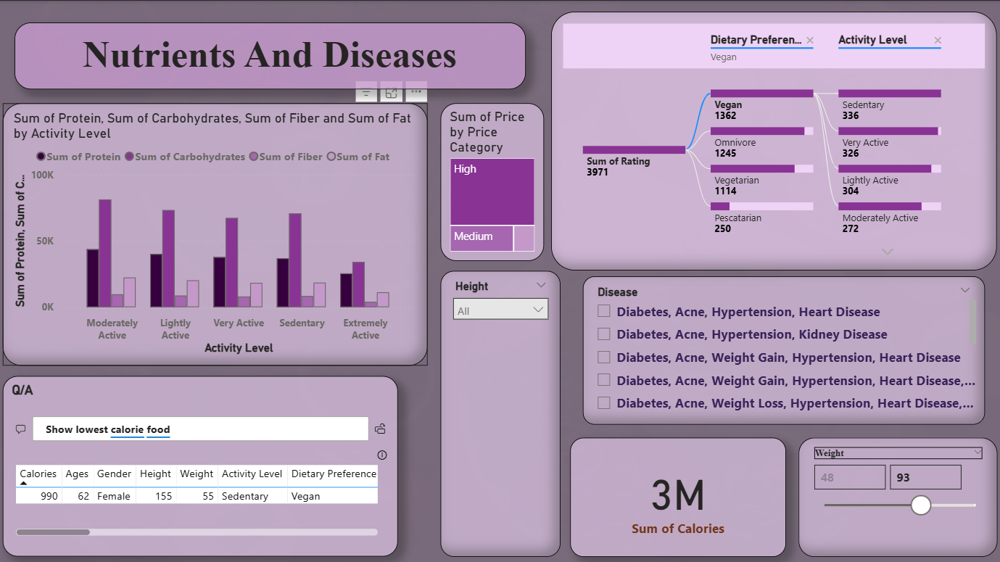 Nutrients And Diseases
Sum of Protein, Sum of Carbohydrates, Sum of Fiber and Sum of Fat
by Activity Level
Sum of Protein Sum of Carbohydrates Sum of Fiber Sum of Fat
Sum of Protein, Sum of C...
100K
50K
0K
Moderately
Active
Lightly
Active
Very Active
Sedentary
Extremely
Active
Activity Level
Sum of Price
by Price
Category
High
Medium
Dietary Preferen...
Vegan
Activity Level
Sum of Rating
3971
Vegan
1362
Omnivore
1245
Vegetarian
1114
Pescatarian
250
Sedentary
336
Very Active
326
Lightly Active
304
Moderately Active
272
Height
All
Disease
Diabetes, Acne, Hypertension, Heart Disease
Diabetes, Acne, Hypertension, Kidney Disease
Diabetes, Acne, Weight Gain, Hypertension, Heart Disease
Diabetes, Acne, Weight Gain, Hypertension, Heart Disease,...
Diabetes, Acne, Weight Loss, Hypertension, Heart Disease,...
Q/A
Show lowest calorie food
Calories Ages Gender Height Weight Activity Level Dietary Preference
990 62 Female 155 55 Sedentary Vegan
3M
Sum of Calories
Weight
48 93